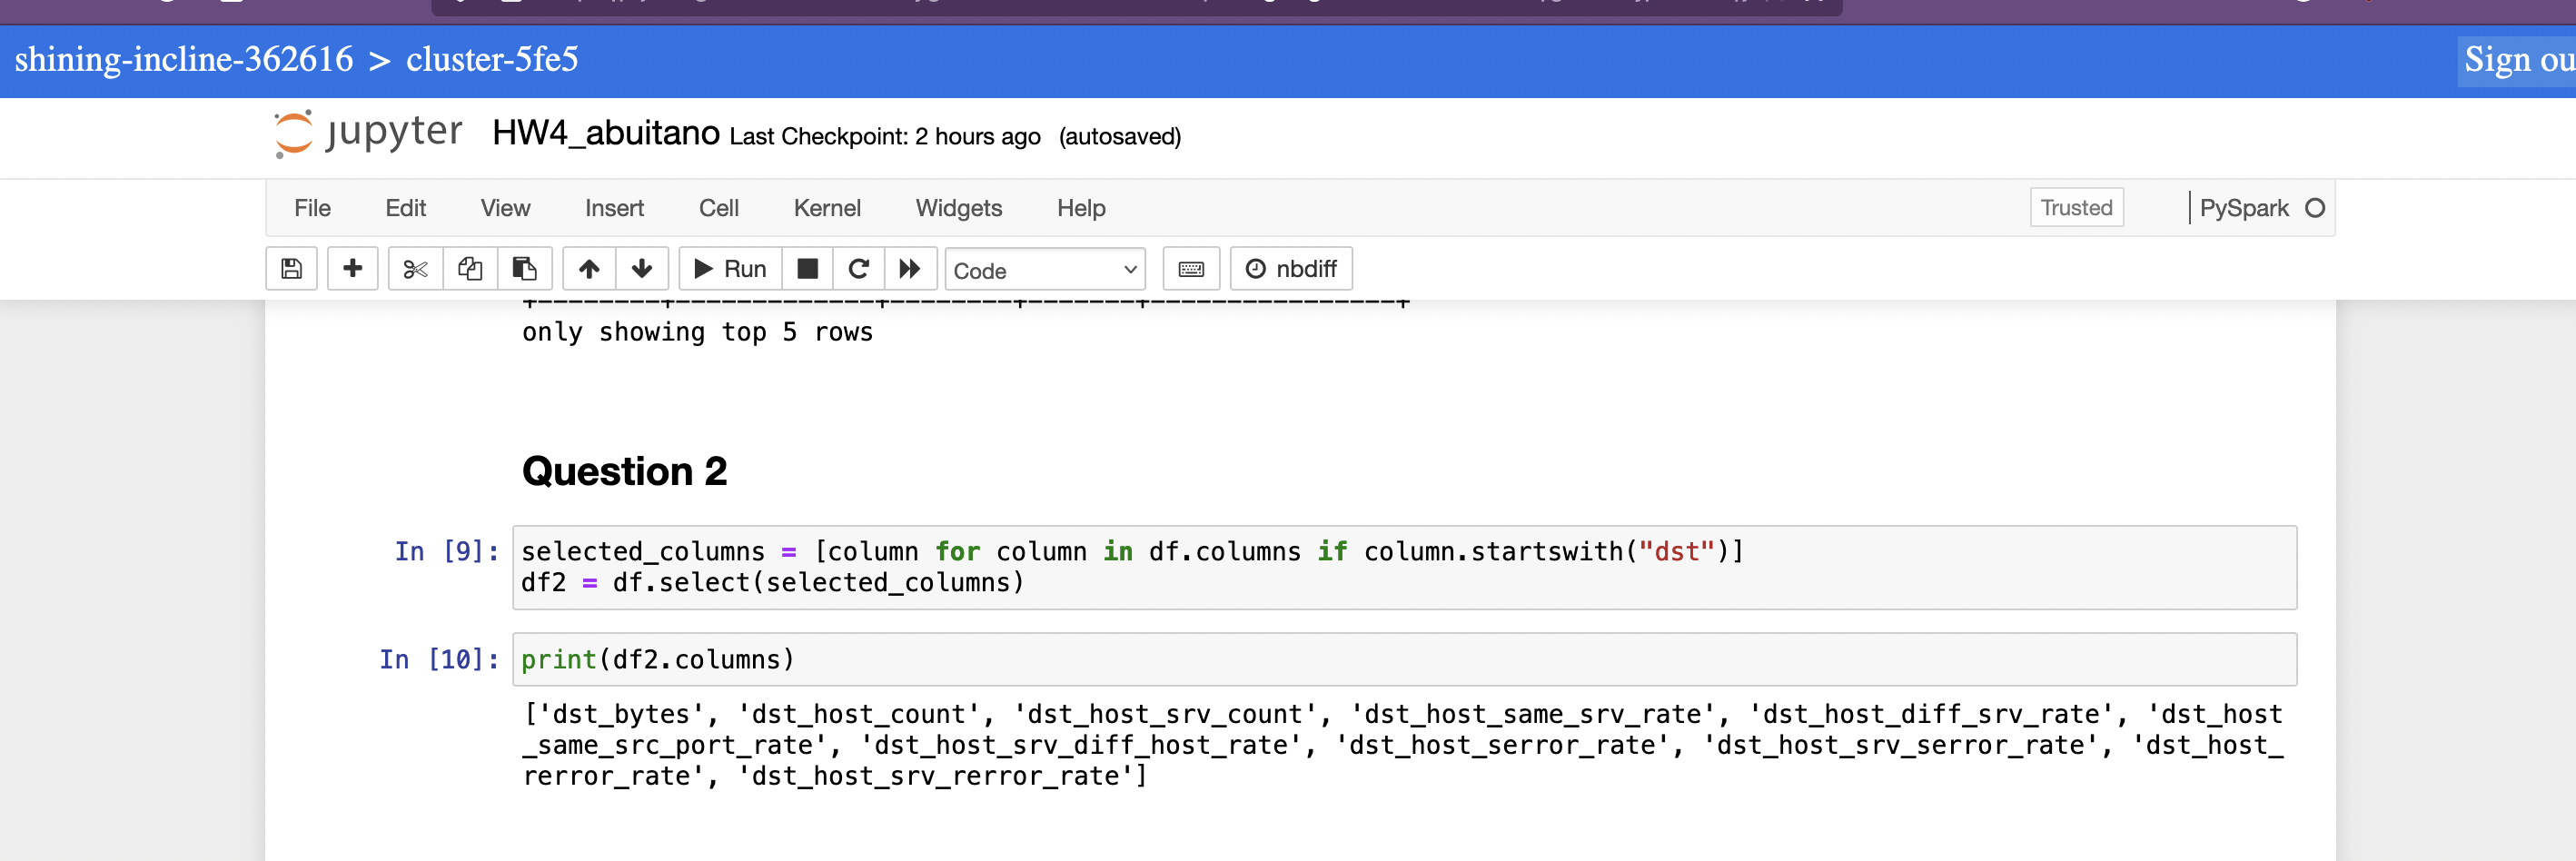 shining-incline-362616 > cluster-5fe5
Sign ou
jupyter HW4_abuitano Last Checkpoint: 2 hours ago (autosaved)
File Edit View Insert Cell Kernel Widgets Help Trusted PySpark
Run Code nbdiff
only showing top 5 rows
Question 2
In [9]: selected_columns = [column for column in df.columns if column.startswith("dst")]
df2 = df.select(selected_columns)
In [10]: print(df2.columns)
['dst_bytes', 'dst_host_count', 'dst_host_srv_count', 'dst_host_same_srv_rate', 'dst_host_diff_srv_rate', 'dst_host
_same_src_port_rate', 'dst_host_srv_diff_host_rate', 'dst_host_serror_rate', 'dst_host_srv_serror_rate', 'dst_host_
rerror_rate', 'dst_host_srv_rerror_rate']